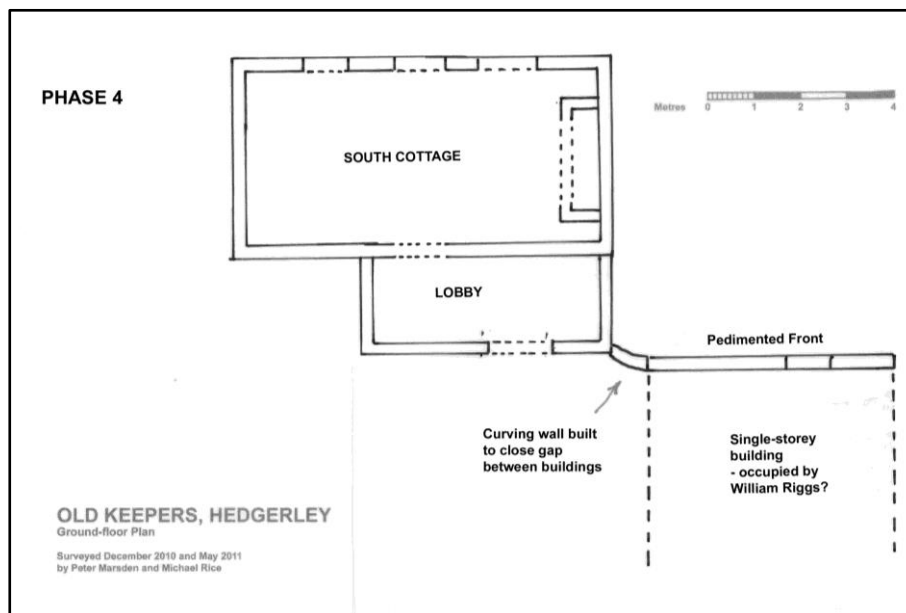 PHASE 4
Metres 0 1 2 3 4
SOUTH COTTAGE
LOBBY
Pedimented Front
Curving wall built
to close gap
between buildings
Single-storey
building
- occupied by
William Riggs?
OLD KEEPERS, HEDGERLEY
Ground-floor Plan
Surveyed December 2010 and May 2011
by Peter Marsden and Michael Rice